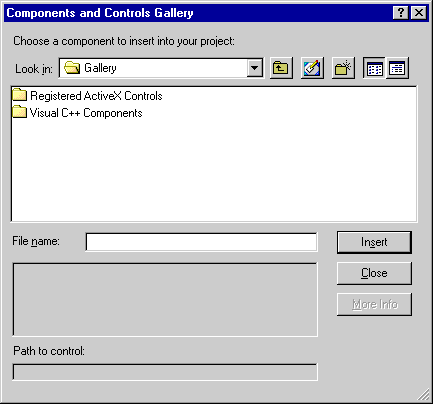 Components and Controls Gallery
Choose a component to insert into your project:
Look in: Gallery
Registered ActiveX Controls
Visual C++ Components
File name:
Insert
Close
More Info
Path to control: